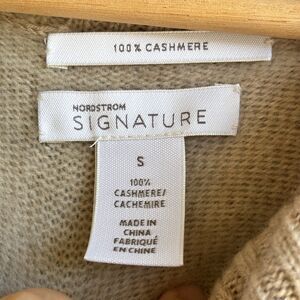 100% CASHMERE
NORDSTROM
SIGNATURE
S
100%
CASHMERE/
CACHEMIRE
MADE IN
CHINA
FABRIQUÉ
EN CHINE